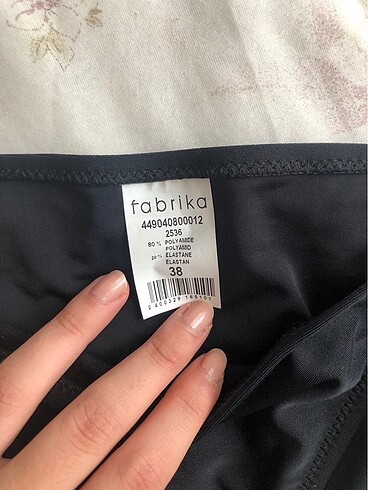 fabrika
449040800012
2536
80 % POLYAMIDE
POLYAMID
20 % ELASTANE
ELASTAN
38